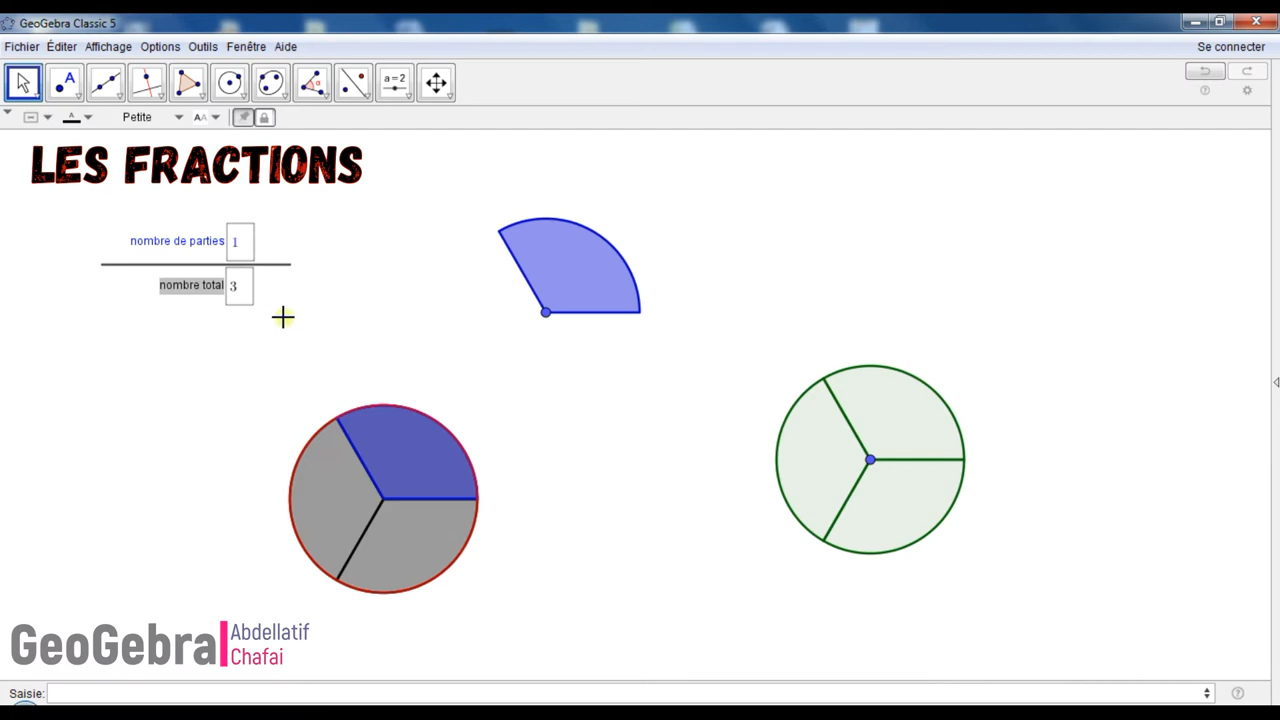 GeoGebra Classic 5
Fichier Éditer Affichage Options Outils Fenêtre Aide Se connecter
A α a = 2
A Petite AA
LES FRACTIONS
nombre de parties 1
nombre total 3
GeoGebra Abdellatif
Chafai
Saisie: